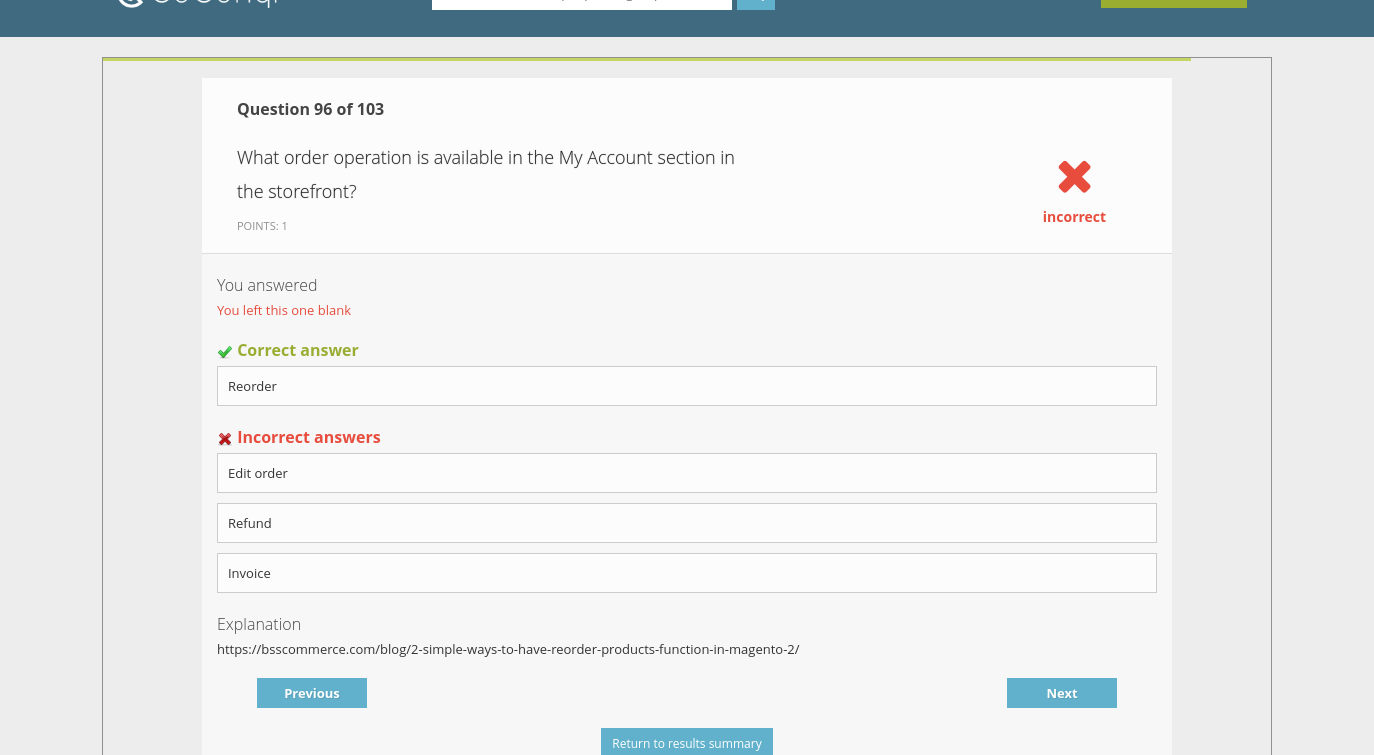 Question 96 of 103
What order operation is available in the My Account section in
the storefront?
POINTS: 1
incorrect
You answered
You left this one blank
Correct answer
Reorder
Incorrect answers
Edit order
Refund
Invoice
Explanation
https://bsscommerce.com/blog/2-simple-ways-to-have-reorder-products-function-in-magento-2/
Previous
Next
Return to results summary